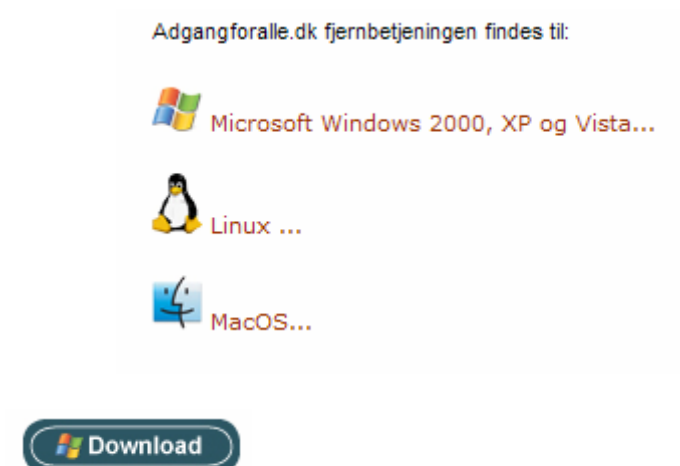 Adgangforalle.dk fjernbetjeningen findes til:
Microsoft Windows 2000, XP og Vista...
Linux ...
MacOS...
Download